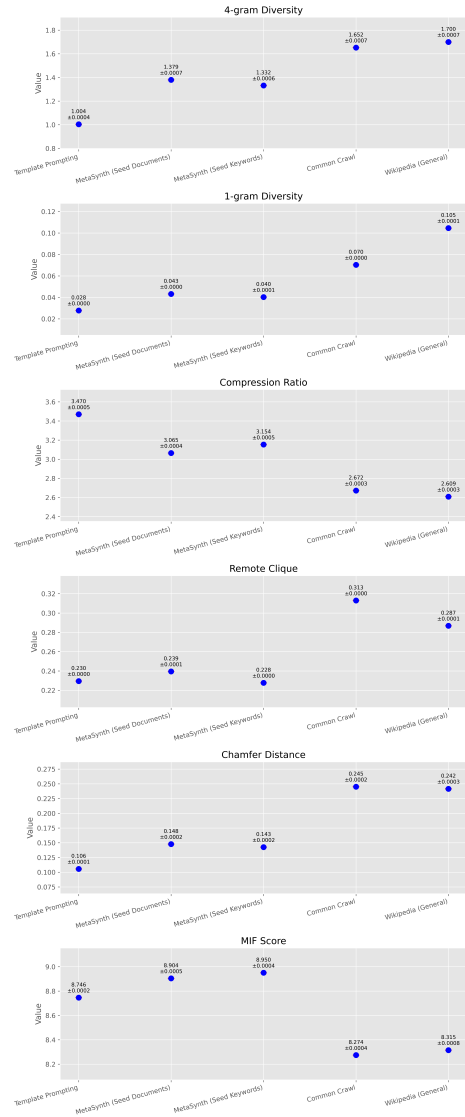 4-gram Diversity
1.8
1.6
1.4
1.2
1.0
0.8
Value
1.004
±0.0004
1.379
±0.0007
1.332
±0.0006
1.652
±0.0007
1.700
±0.0007
Template Prompting
MetaSynth (Seed Documents)
MetaSynth (Seed Keywords)
Common Crawl
Wikipedia (General)
1-gram Diversity
0.12
0.10
0.08
0.06
0.04
0.02
Value
0.028
±0.0000
0.043
±0.0000
0.040
±0.0001
0.070
±0.0000
0.105
±0.0001
Template Prompting
MetaSynth (Seed Documents)
MetaSynth (Seed Keywords)
Common Crawl
Wikipedia (General)
Compression Ratio
3.6
3.4
3.2
3.0
2.8
2.6
2.4
Value
3.470
±0.0005
3.065
±0.0004
3.154
±0.0005
2.672
±0.0003
2.609
±0.0003
Template Prompting
MetaSynth (Seed Documents)
MetaSynth (Seed Keywords)
Common Crawl
Wikipedia (General)
Remote Clique
0.32
0.30
0.28
0.26
0.24
0.22
Value
0.230
±0.0000
0.239
±0.0001
0.228
±0.0000
0.313
±0.0000
0.287
±0.0001
Template Prompting
MetaSynth (Seed Documents)
MetaSynth (Seed Keywords)
Common Crawl
Wikipedia (General)
Chamfer Distance
0.275
0.250
0.225
0.200
0.175
0.150
0.125
0.100
0.075
Value
0.106
±0.0001
0.148
±0.0002
0.143
±0.0002
0.245
±0.0002
0.242
±0.0003
Template Prompting
MetaSynth (Seed Documents)
MetaSynth (Seed Keywords)
Common Crawl
Wikipedia (General)
MIF Score
9.0
8.8
8.6
8.4
8.2
Value
8.746
±0.0002
8.904
±0.0005
8.950
±0.0004
8.274
±0.0004
8.315
±0.0008
Template Prompting
MetaSynth (Seed Documents)
MetaSynth (Seed Keywords)
Common Crawl
Wikipedia (General)